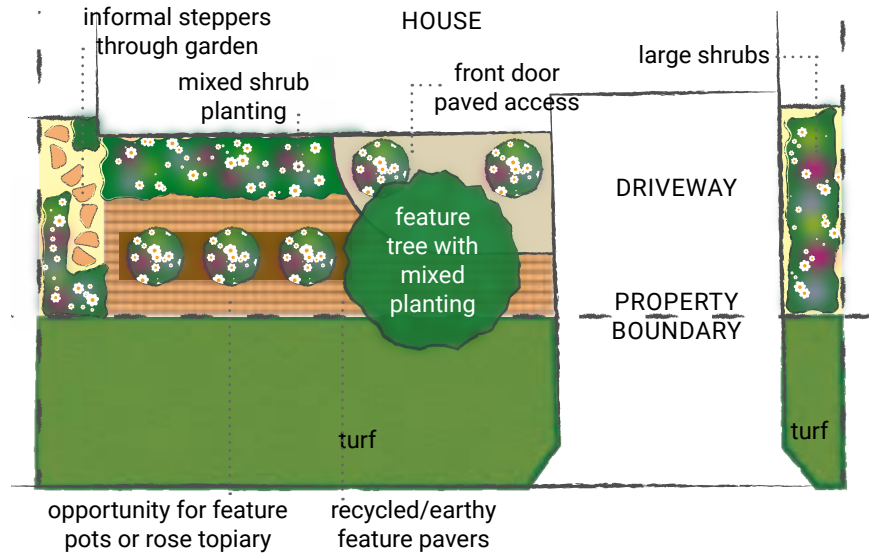 informal steppers
through garden
HOUSE
mixed shrub
planting
front door
paved access
large shrubs
DRIVEWAY
feature
tree with
mixed
planting
PROPERTY
BOUNDARY
turf
turf
opportunity for feature
pots or rose topiary
recycled/earthy
feature pavers